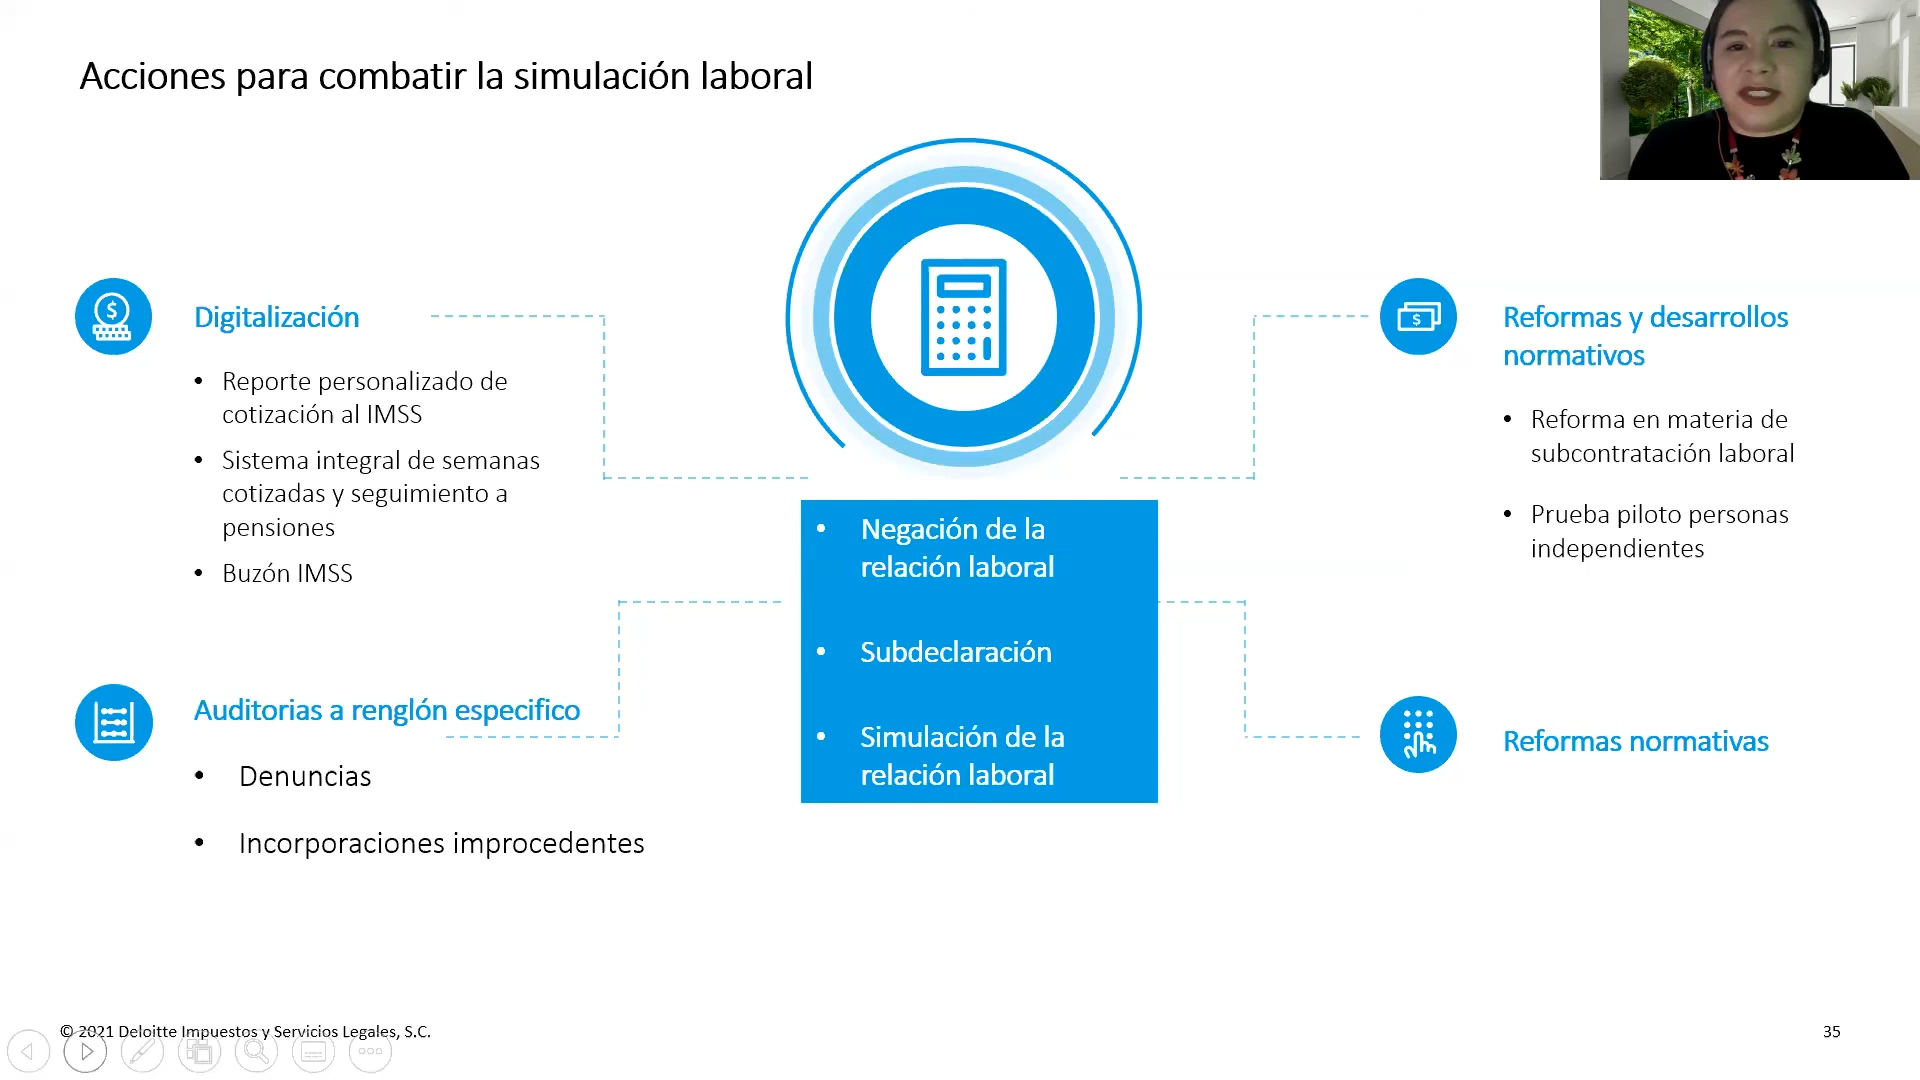 Acciones para combatir la simulación laboral
Digitalización
• Reporte personalizado de
cotización al IMSS
• Sistema integral de semanas
cotizadas y seguimiento a
pensiones
• Buzón IMSS
Auditorias a renglón especifico
• Denuncias
• Incorporaciones improcedentes
• Negación de la
relación laboral
• Subdeclaración
• Simulación de la
relación laboral
Reformas y desarrollos
normativos
• Reforma en materia de
subcontratación laboral
• Prueba piloto personas
independientes
Reformas normativas
© 2021 Deloitte Impuestos y Servicios Legales, S.C.
35